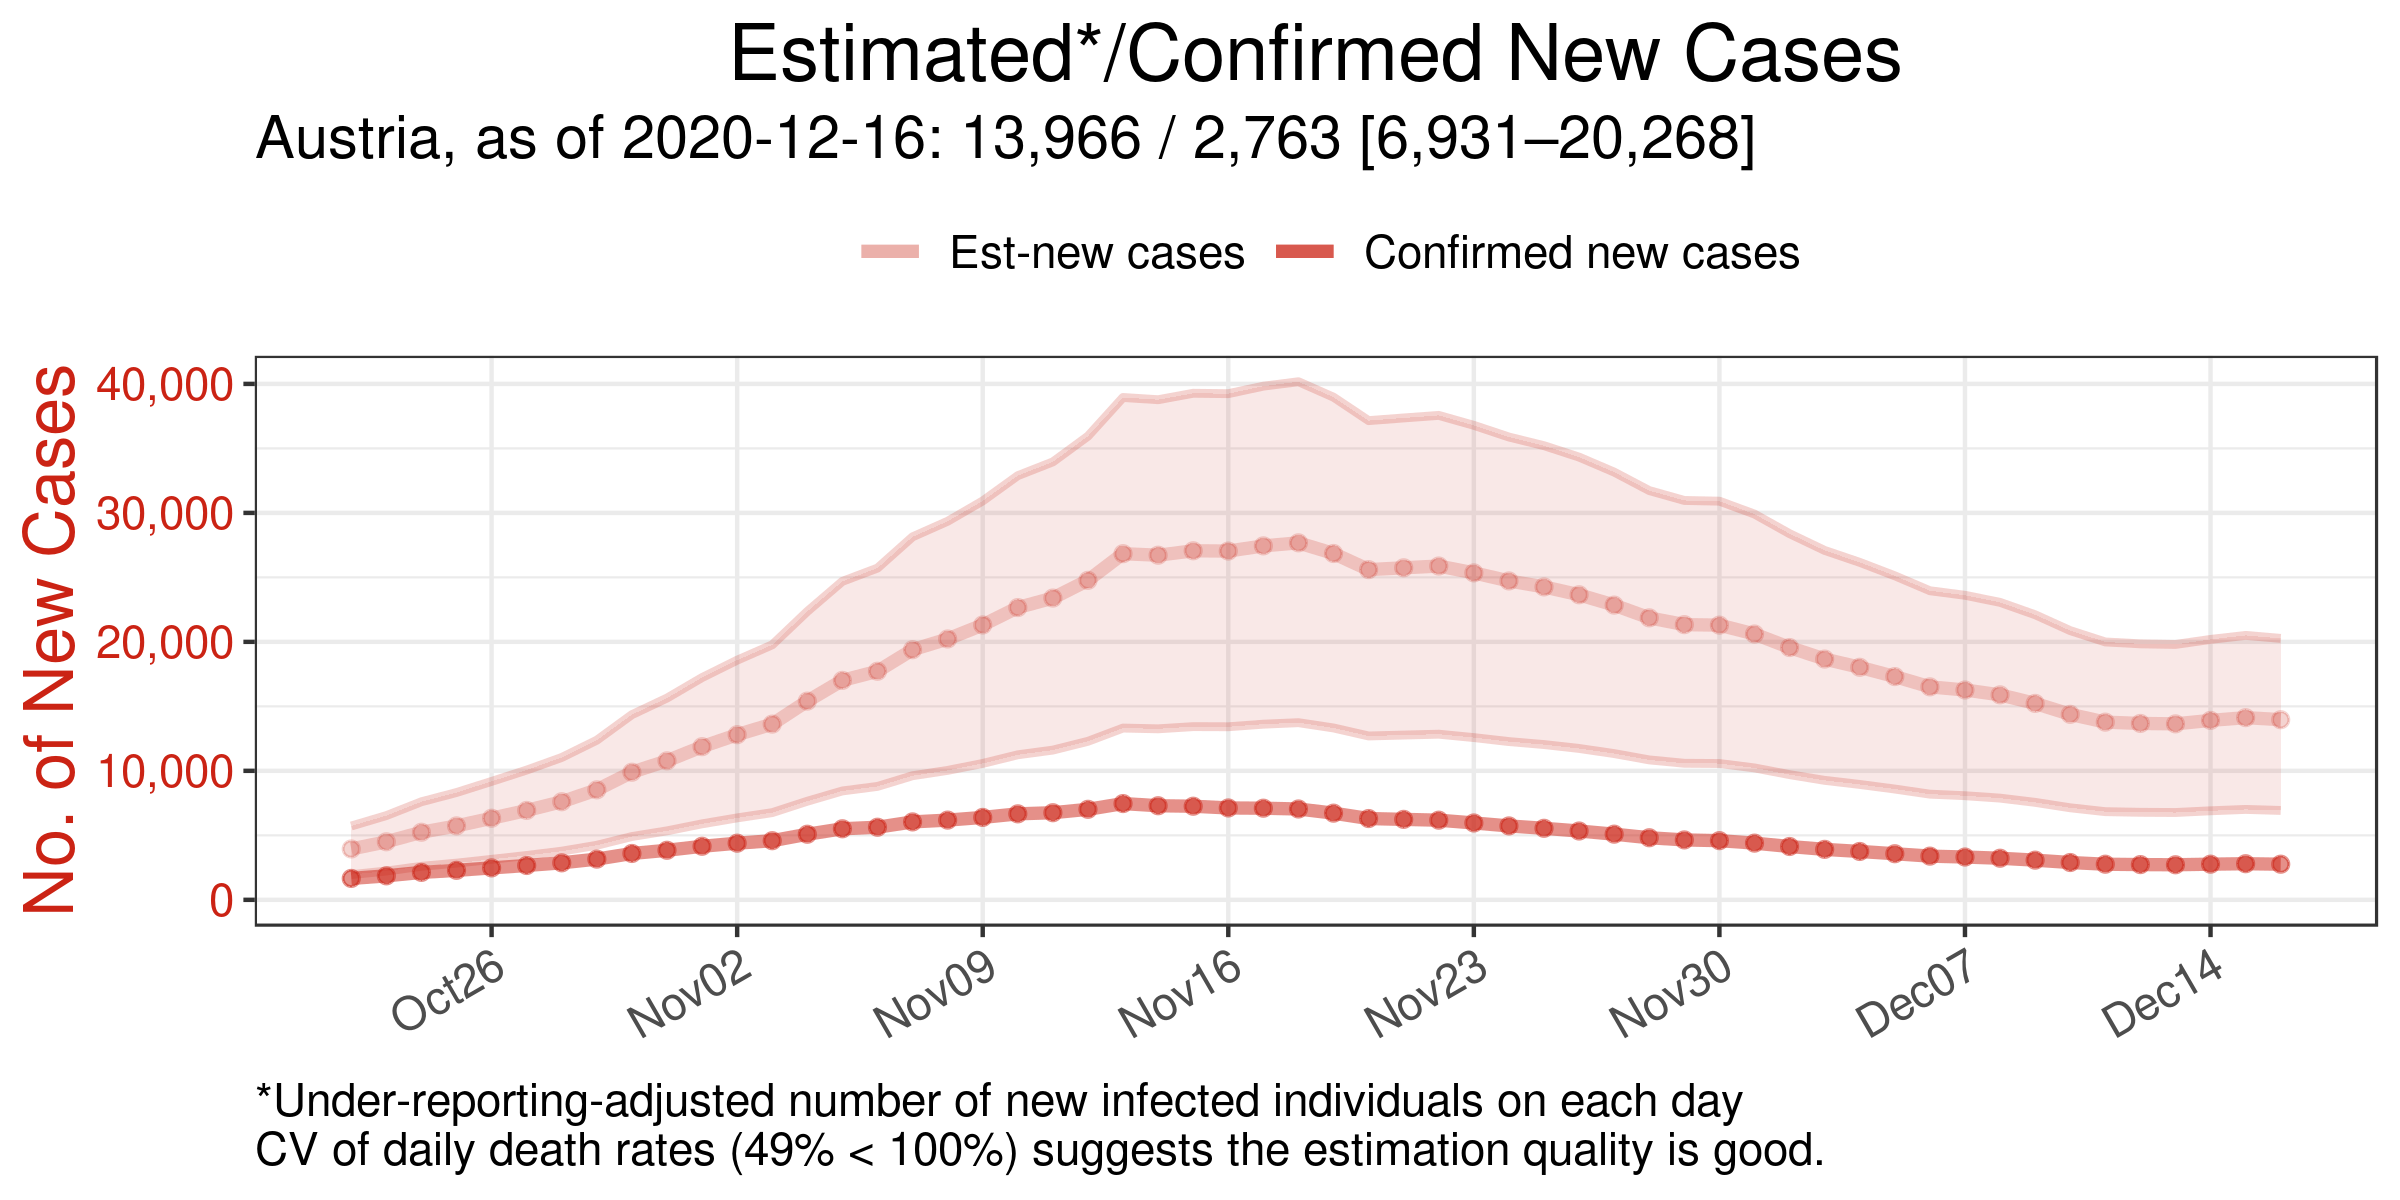 Estimated*/Confirmed New Cases
Austria, as of 2020-12-16: 13,966 / 2,763 [6,931–20,268]
Est-new cases
Confirmed new cases
No. of New Cases
40,000
30,000
20,000
10,000
0
Oct26
Nov02
Nov09
Nov16
Nov23
Nov30
Dec07
Dec14
*Under-reporting-adjusted number of new infected individuals on each day
CV of daily death rates (49% < 100%) suggests the estimation quality is good.